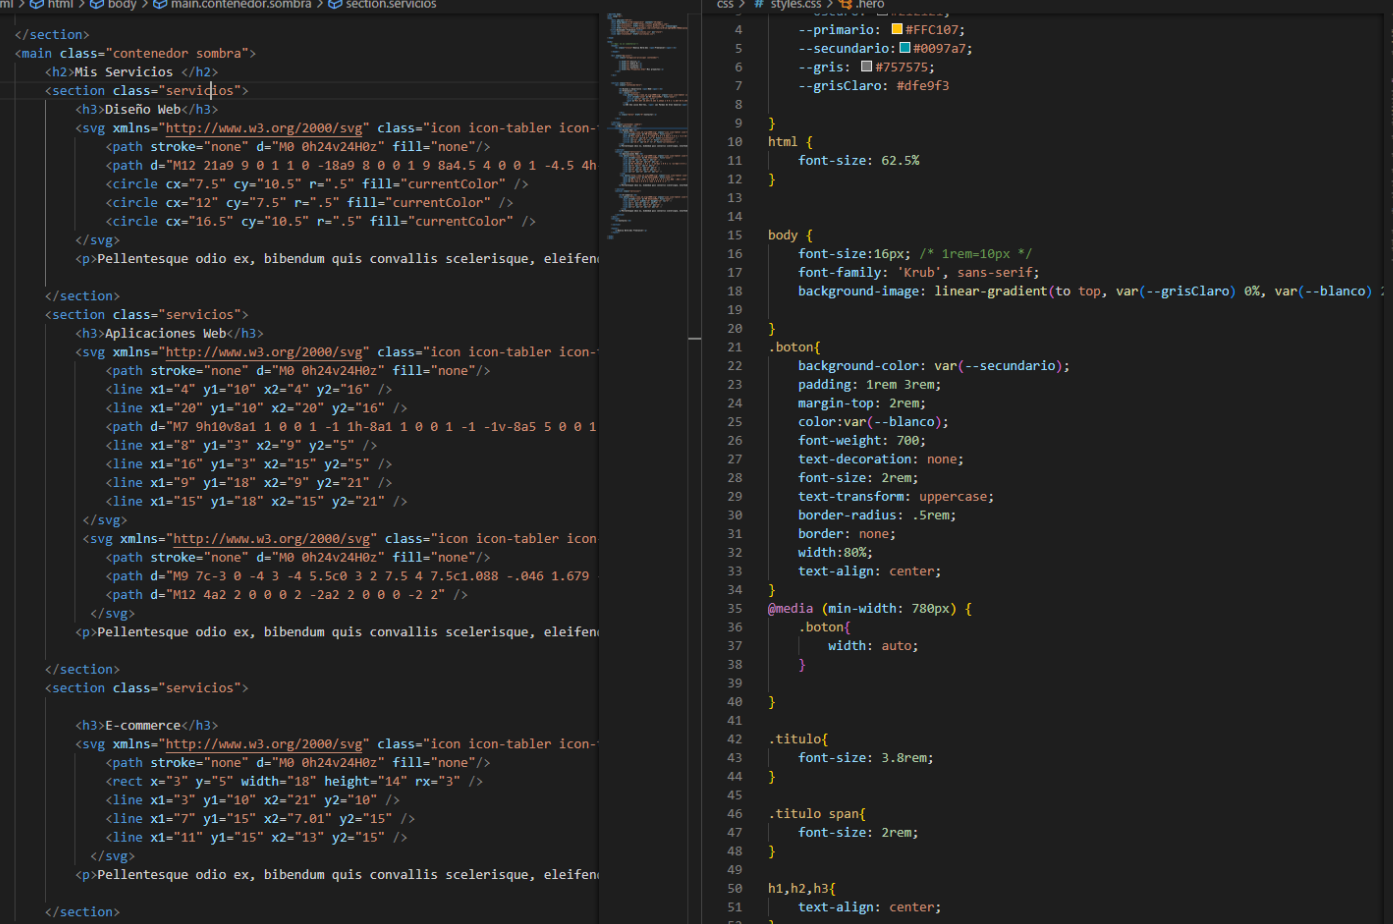 ml > html > body > main.contenedor.sombra > section.servicios
</section>
<main class="contenedor sombra">
<h2>Mis Servicios </h2>
<section class="servicios">
<h3>Diseño Web</h3>
<svg xmlns="http://www.w3.org/2000/svg" class="icon icon-tabler icon-
<path stroke="none" d="M0 0h24v24H0z" fill="none"/>
<path d="M12 21a9 9 0 1 1 0 -18a9 8 0 0 1 9 8a4.5 4 0 0 1 -4.5 4h
<circle cx="7.5" cy="10.5" r=".5" fill="currentColor" />
<circle cx="12" cy="7.5" r=".5" fill="currentColor" />
<circle cx="16.5" cy="10.5" r=".5" fill="currentColor" />
</svg>
<p>Pellentesque odio ex, bibendum quis convallis scelerisque, eleifen
</section>
<section class="servicios">
<h3>Aplicaciones Web</h3>
<svg xmlns="http://www.w3.org/2000/svg" class="icon icon-tabler icon-
<path stroke="none" d="M0 0h24v24H0z" fill="none"/>
<line x1="4" y1="10" x2="4" y2="16" />
<line x1="20" y1="10" x2="20" y2="16" />
<path d="M7 9h10v8a1 1 0 0 1 -1 1h-8a1 1 0 0 1 -1 -1v-8a5 5 0 0 1
<line x1="8" y1="3" x2="9" y2="5" />
<line x1="16" y1="3" x2="15" y2="5" />
<line x1="9" y1="18" x2="9" y2="21" />
<line x1="15" y1="18" x2="15" y2="21" />
</svg>
<svg xmlns="http://www.w3.org/2000/svg" class="icon icon-tabler icon-
<path stroke="none" d="M0 0h24v24H0z" fill="none"/>
<path d="M9 7c-3 0 -4 3 -4 5.5c0 3 2 7.5 4 7.5c1.088 -.046 1.679 -
<path d="M12 4a2 2 0 0 0 2 -2a2 2 0 0 0 -2 2" />
</svg>
<p>Pellentesque odio ex, bibendum quis convallis scelerisque, eleifen
</section>
<section class="servicios">
<h3>E-commerce</h3>
<svg xmlns="http://www.w3.org/2000/svg" class="icon icon-tabler icon-
<path stroke="none" d="M0 0h24v24H0z" fill="none"/>
<rect x="3" y="5" width="18" height="14" rx="3" />
<line x1="3" y1="10" x2="21" y2="10" />
<line x1="7" y1="15" x2="7.01" y2="15" />
<line x1="11" y1="15" x2="13" y2="15" />
</svg>
<p>Pellentesque odio ex, bibendum quis convallis scelerisque, eleifen
</section>
css > # styles.css > .hero
4 --primario: #FFC107;
5 --secundario: #0097a7;
6 --gris: #757575;
7 --grisClaro: #dfe9f3
8
9 }
10 html {
11 font-size: 62.5%
12 }
13
14
15 body {
16 font-size:16px; /* 1rem=10px */
17 font-family: 'Krub', sans-serif;
18 background-image: linear-gradient(to top, var(--grisClaro) 0%, var(--blanco)
19
20 }
21 .boton{
22 background-color: var(--secundario);
23 padding: 1rem 3rem;
24 margin-top: 2rem;
25 color:var(--blanco);
26 font-weight: 700;
27 text-decoration: none;
28 font-size: 2rem;
29 text-transform: uppercase;
30 border-radius: .5rem;
31 border: none;
32 width:80%;
33 text-align: center;
34 }
35 @media (min-width: 780px) {
36 .boton{
37 width: auto;
38 }
39
40 }
41
42 .titulo{
43 font-size: 3.8rem;
44 }
45
46 .titulo span{
47 font-size: 2rem;
48 }
49
50 h1,h2,h3{
51 text-align: center;